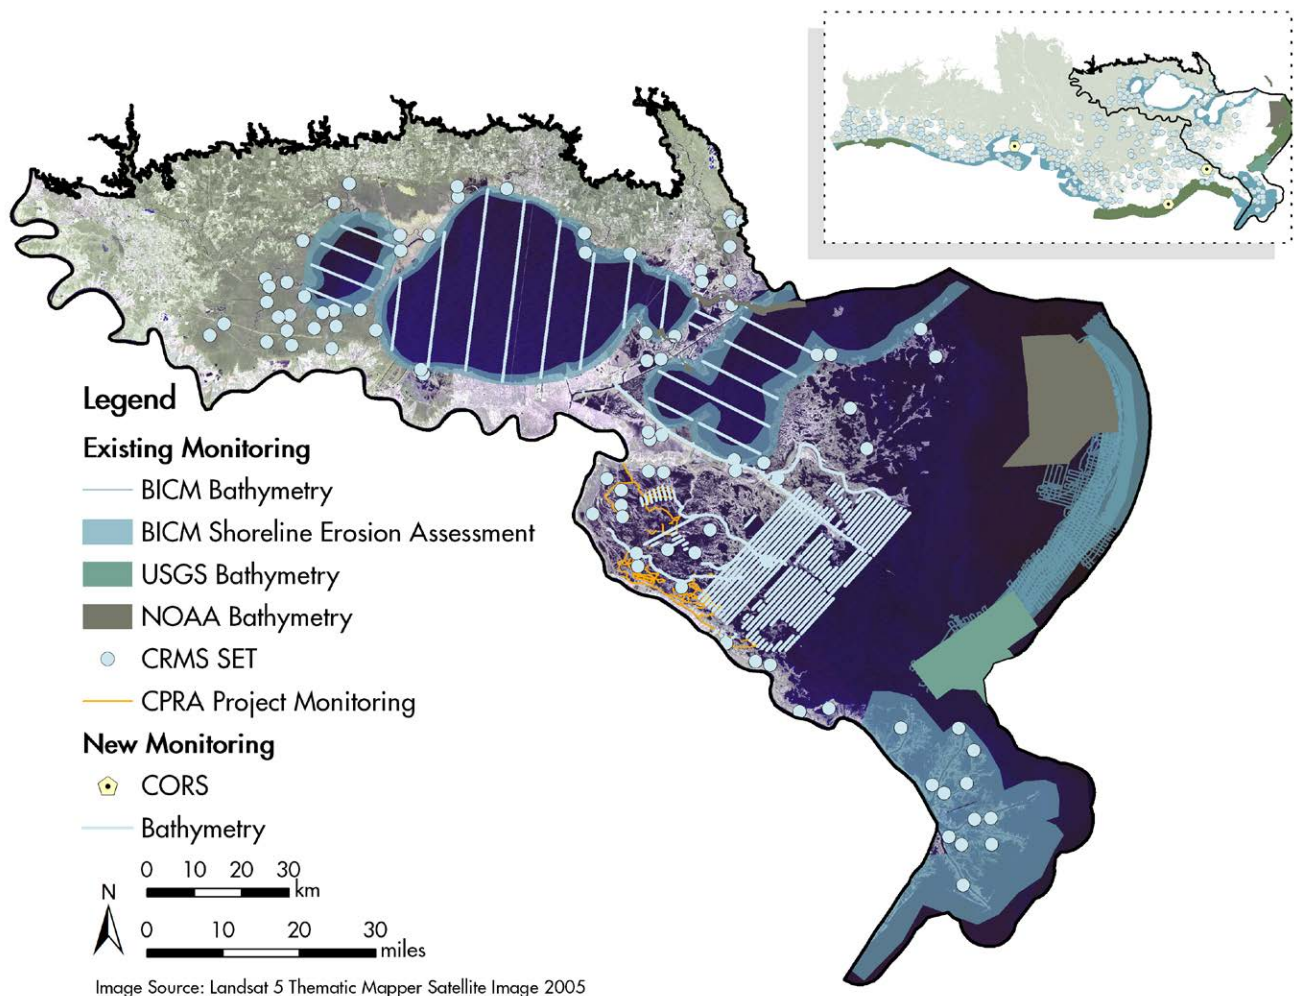 Legend
Existing Monitoring
BICM Bathymetry
BICM Shoreline Erosion Assessment
USGS Bathymetry
NOAA Bathymetry
CRMS SET
CPRA Project Monitoring
New Monitoring
CORS
Bathymetry
0 10 20 30
km
N
0 10 20 30
miles
Image Source: Landsat 5 Thematic Mapper Satellite Image 2005